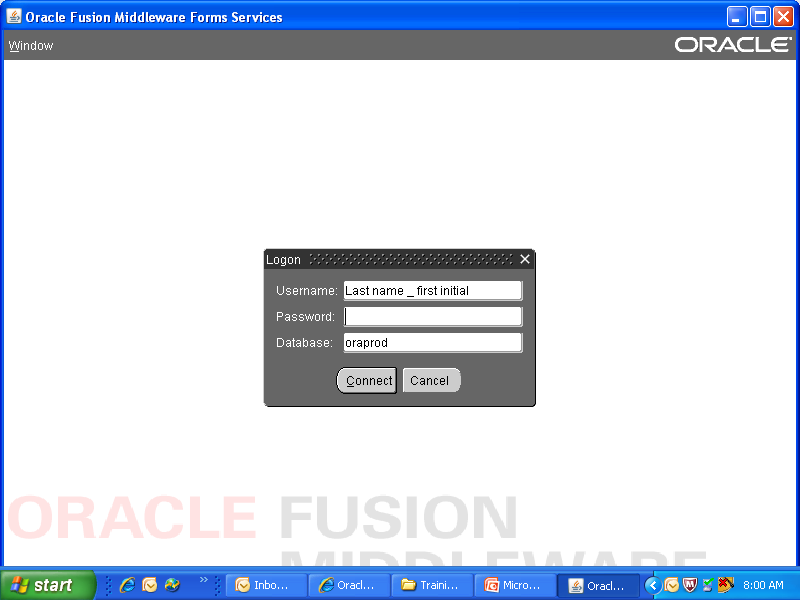 Oracle Fusion Middleware Forms Services
Window
ORACLE
Logon
Username: Last name _ first initial
Password:
Database: oraprod
Connect Cancel
ORACLE FUSION
MIDDLEWARE
start Inbo... Oracl... Traini... Micro... Oracl... 8:00 AM